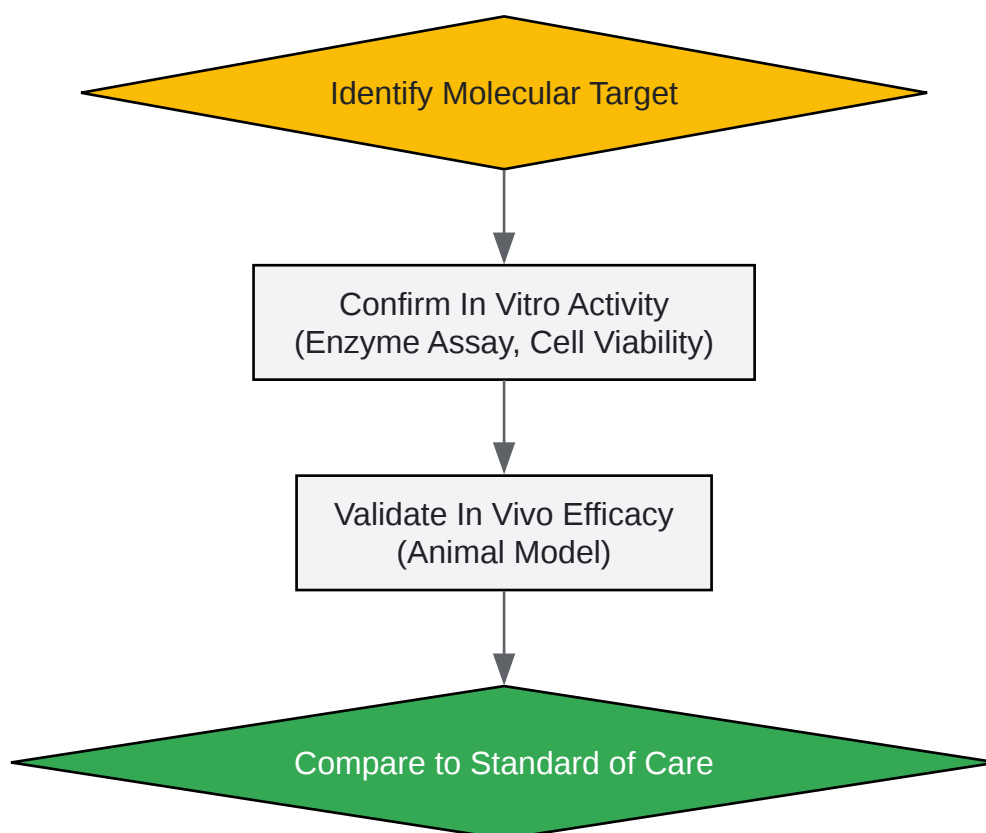 Identify Molecular Target
Confirm In Vitro Activity
(Enzyme Assay, Cell Viability)
Validate In Vivo Efficacy
(Animal Model)
Compare to Standard of Care